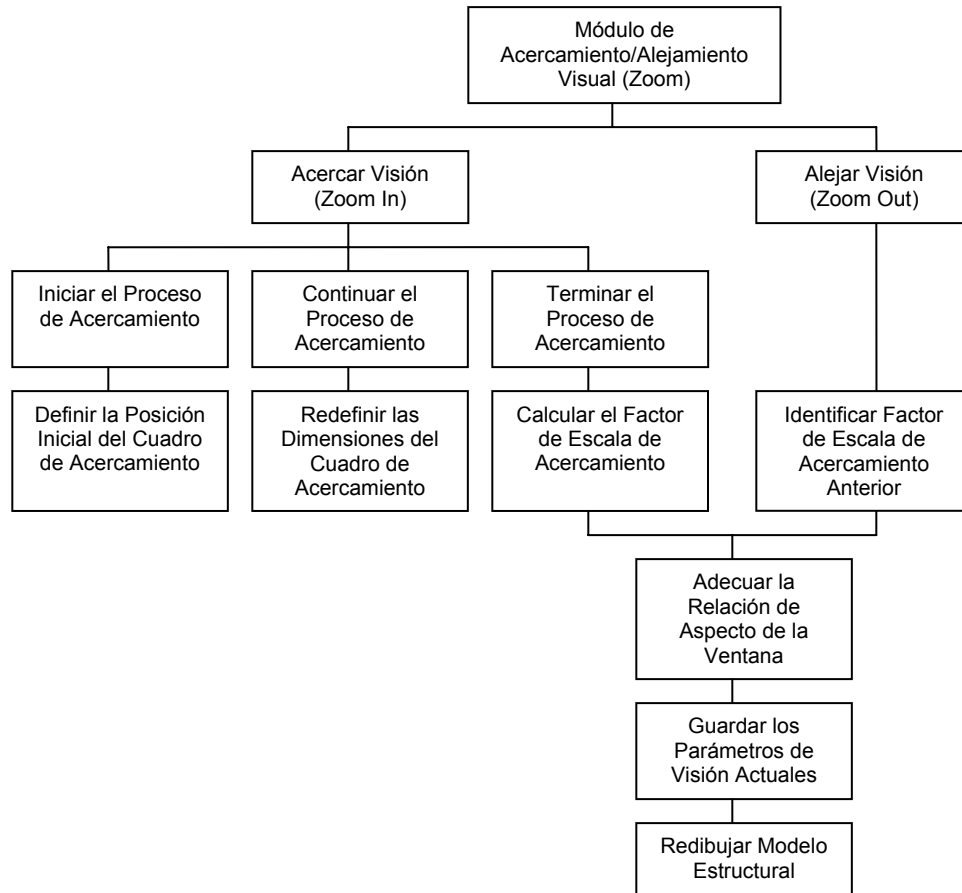 Módulo de
Acercamiento/Alejamiento
Visual (Zoom)
Acercar Visión
(Zoom In)
Alejar Visión
(Zoom Out)
Iniciar el Proceso
de Acercamiento
Continuar el
Proceso de
Acercamiento
Terminar el
Proceso de
Acercamiento
Definir la Posición
Inicial del Cuadro
de Acercamiento
Redefinir las
Dimensiones del
Cuadro de
Acercamiento
Calcular el Factor
de Escala de
Acercamiento
Identificar Factor
de Escala de
Acercamiento
Anterior
Adecuar la
Relación de
Aspecto de la
Ventana
Guardar los
Parámetros de
Visión Actuales
Redibujar Modelo
Estructural